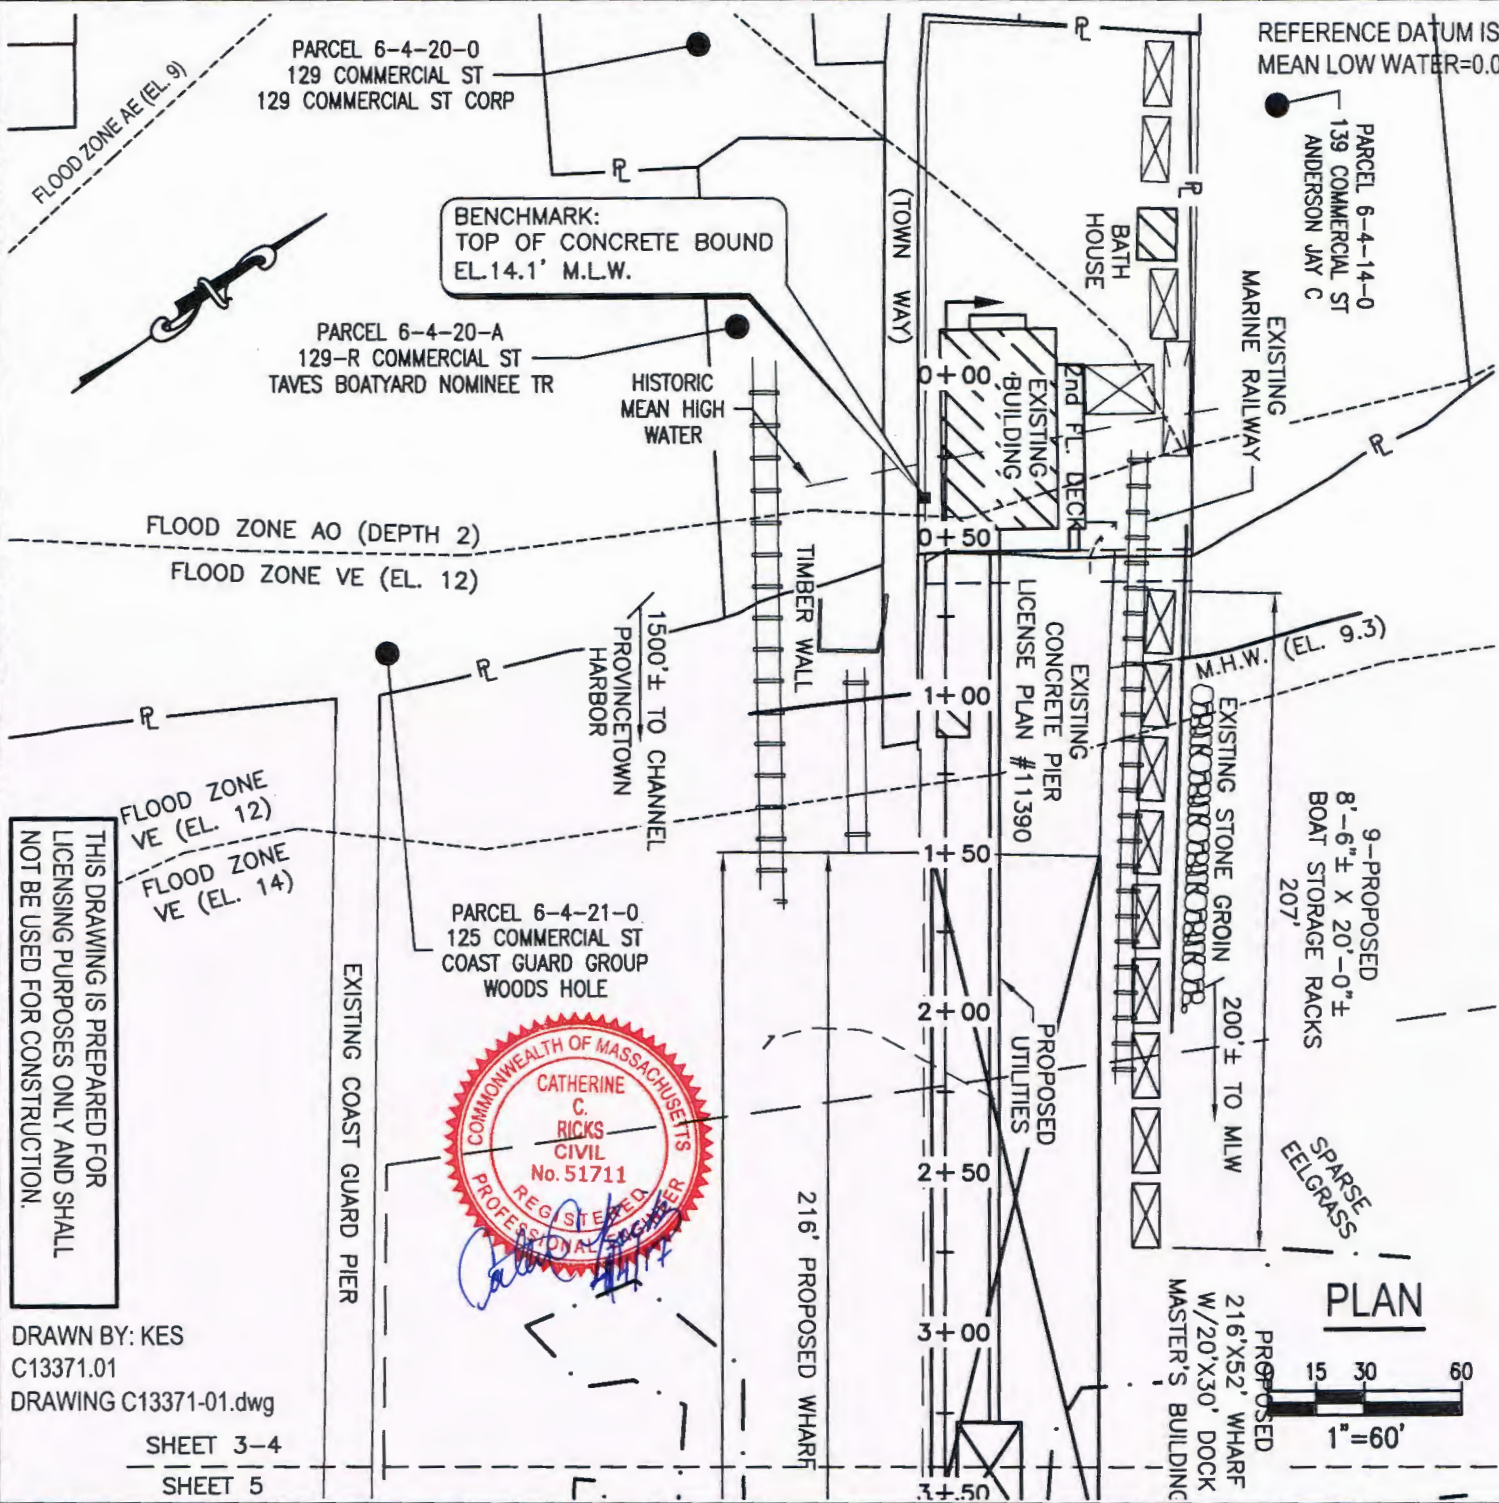 REFERENCE DATUM IS
MEAN LOW WATER=0.0
PARCEL 6-4-20-0
129 COMMERCIAL ST
129 COMMERCIAL ST CORP
FLOOD ZONE AE (EL. 9)
PL
PL
PL
PARCEL 6-4-14-0
139 COMMERCIAL ST
ANDERSON JAY C
BENCHMARK:
TOP OF CONCRETE BOUND
EL.14.1' M.L.W.
(TOWN WAY)
BATH
HOUSE
EXISTING
MARINE RAILWAY
PARCEL 6-4-20-A
129-R COMMERCIAL ST
TAVES BOATYARD NOMINEE TR
HISTORIC
MEAN HIGH
WATER
0+00
EXISTING
BUILDING
2nd FL. DECK
PL
FLOOD ZONE AO (DEPTH 2)
FLOOD ZONE VE (EL. 12)
0+50
TIMBER WALL
EXISTING
CONCRETE PIER
LICENSE PLAN #11390
M.H.W. (EL. 9.3)
1500'± TO CHANNEL
PROVINCETOWN
HARBOR
PL
PL
1+00
EXISTING STONE GROIN
9-PROPOSED
8'-6"± X 20'-0"±
BOAT STORAGE RACKS
207'
FLOOD ZONE
VE (EL. 12)
FLOOD ZONE
VE (EL. 14)
1+50
THIS DRAWING IS PREPARED FOR
LICENSING PURPOSES ONLY AND SHALL
NOT BE USED FOR CONSTRUCTION.
PARCEL 6-4-21-0
125 COMMERCIAL ST
COAST GUARD GROUP
WOODS HOLE
EXISTING COAST GUARD PIER
2+00
PROPOSED
UTILITIES
200'± TO MLW
COMMONWEALTH OF MASSACHUSETTS
CATHERINE
C.
RICKS
CIVIL
No. 51711
REGISTERED
PROFESSIONAL ENGINEER
2+50
SPARSE
EELGRASS
216' PROPOSED WHARF
3+00
PROPOSED
216'X52' WHARF
W/20'X30' DOCK
MASTER'S BUILDING
PLAN
0 15 30 60
1"=60'
DRAWN BY: KES
C13371.01
DRAWING C13371-01.dwg
SHEET 3-4
SHEET 5
3+50